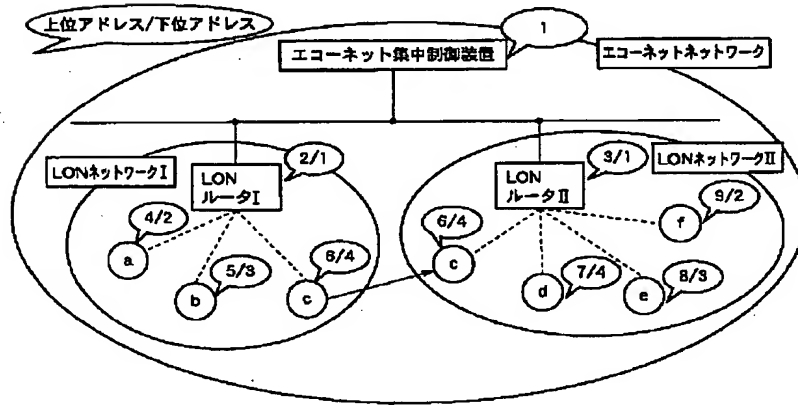 上位アドレス/下位アドレス
1
エコーネット集中制御装置
エコーネットネットワーク
LONネットワークⅠ
2/1
LON
ルータⅠ
3/1
LONネットワークⅡ
LON
ルータⅡ
4/2
a
5/3
b
6/4
c
6/4
c
7/4
d
8/3
e
9/2
f